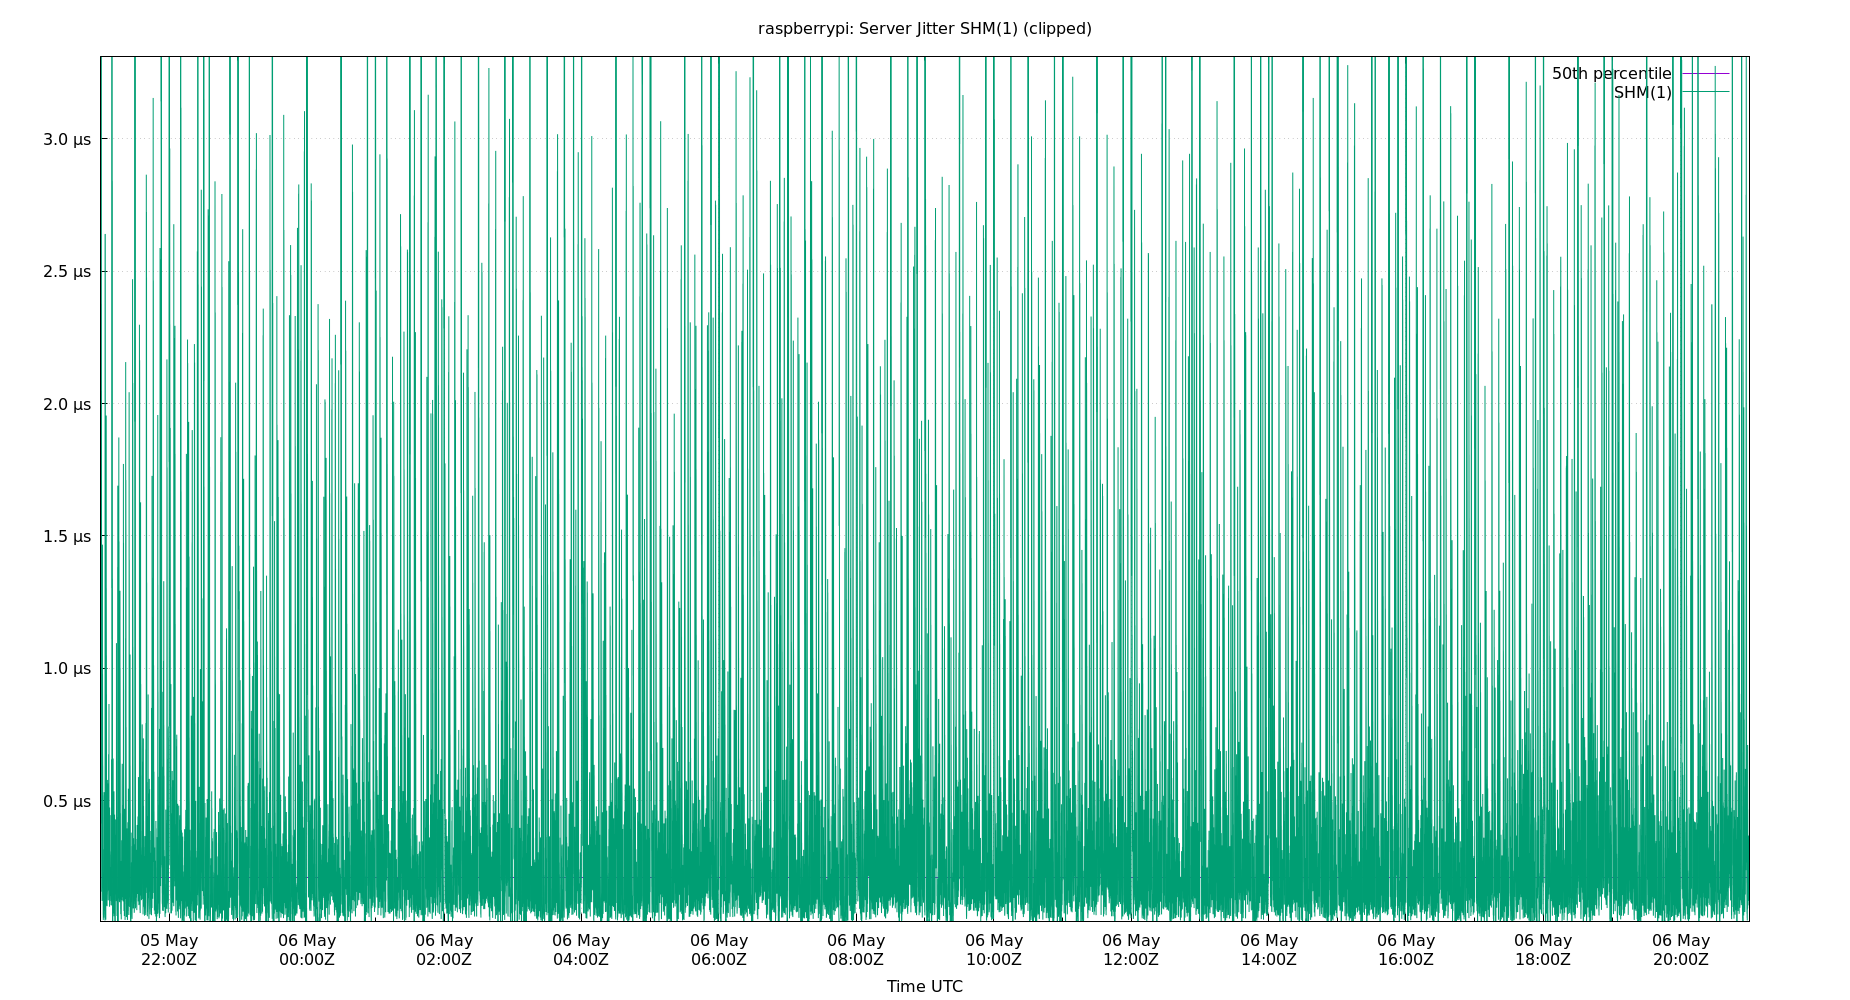 raspberrypi: Server Jitter SHM(1) (clipped)
50th percentile
SHM(1)
3.0 µs
2.5 µs
2.0 µs
1.5 µs
1.0 µs
0.5 µs
05 May 06 May 06 May 06 May 06 May 06 May 06 May 06 May 06 May 06 May 06 May 06 May
22:00Z 00:00Z 02:00Z 04:00Z 06:00Z 08:00Z 10:00Z 12:00Z 14:00Z 16:00Z 18:00Z 20:00Z
Time UTC